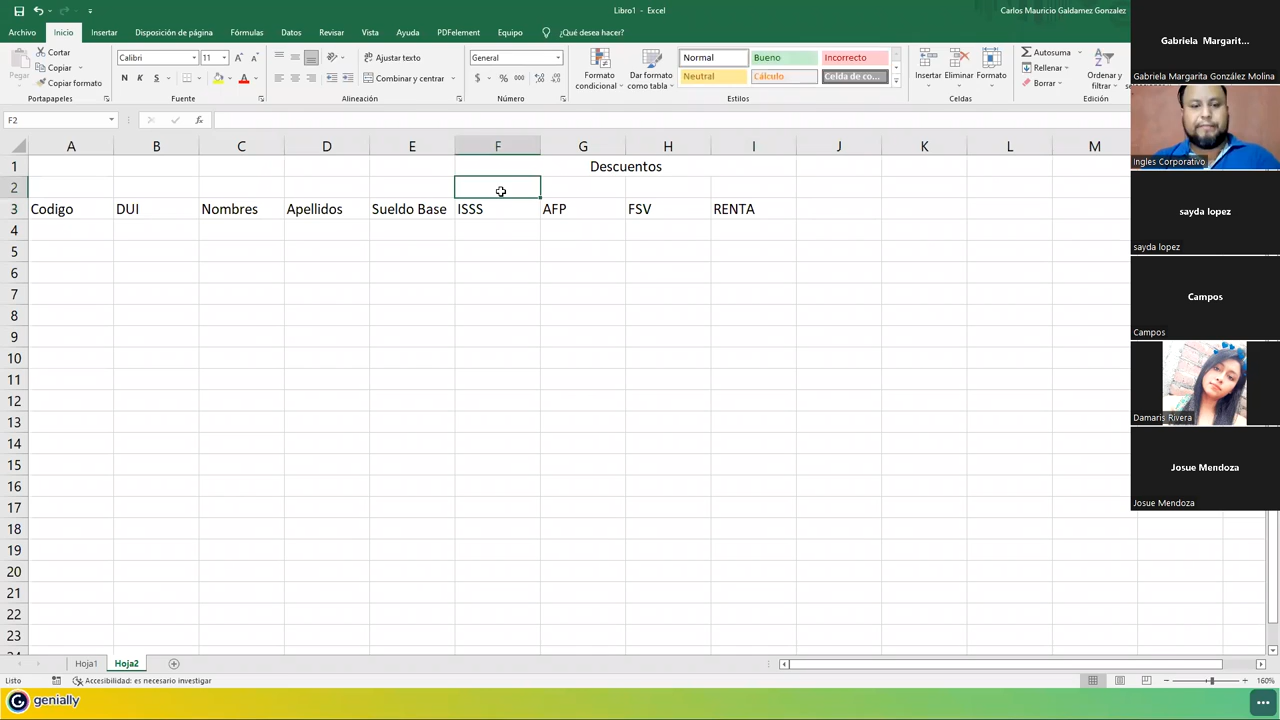 Libro1 - Excel
Carlos Mauricio Galdamez Gonzalez
Archivo Inicio Insertar Disposición de página Fórmulas Datos Revisar Vista Ayuda PDFelement Equipo ¿Qué desea hacer?
Pegar
Cortar
Copiar
Copiar formato
Portapapeles
Calibri 11
N K S
Fuente
Ajustar texto
Combinar y centrar
Alineación
General
$ % 000
Número
Formato condicional
Dar formato como tabla
Normal Bueno Incorrecto
Neutral Cálculo Celda de co...
Estilos
Insertar Eliminar Formato
Celdas
Autosuma
Rellenar
Borrar
Ordenar y filtrar
Edición
F2
fx
A B C D E F G H I J K L M
1 Descuentos
2
3 Codigo DUI Nombres Apellidos Sueldo Base ISSS AFP FSV RENTA
4
5
6
7
8
9
10
11
12
13
14
15
16
17
18
19
20
21
22
23
Hoja1 Hoja2
Listo
Accesibilidad: es necesario investigar
160%
genially
Gabriela Margarit...
Gabriela Margarita González Molina
Ingles Corporativo
sayda lopez
sayda lopez
Campos
Campos
Damaris Rivera
Josue Mendoza
Josue Mendoza